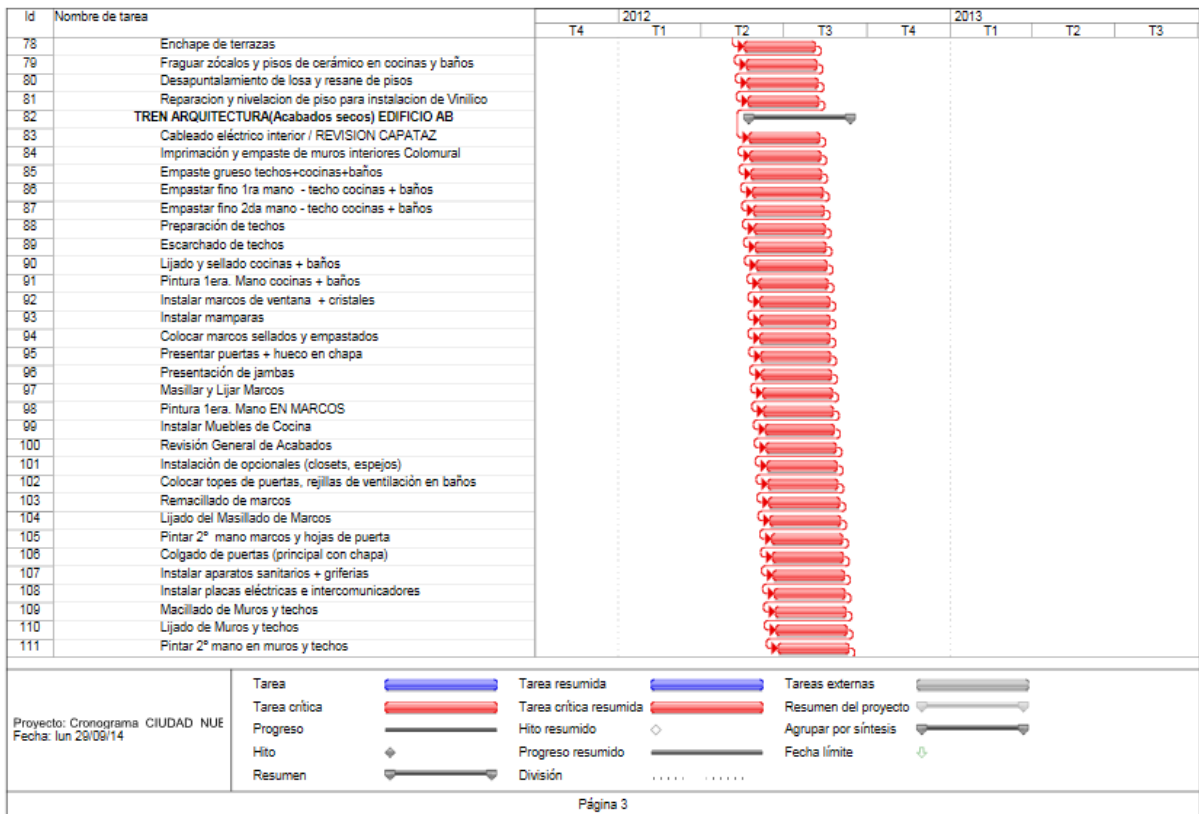 Id Nombre de tarea 2012 2013
T4 T1 T2 T3 T4 T1 T2 T3
78 Enchape de terrazas
79 Fraguar zócalos y pisos de cerámico en cocinas y baños
80 Desapuntalamiento de losa y resane de pisos
81 Reparacion y nivelacion de piso para instalacion de Vinilico
82 TREN ARQUITECTURA(Acabados secos) EDIFICIO AB
83 Cableado eléctrico interior / REVISION CAPATAZ
84 Imprimación y empaste de muros interiores Colomural
85 Empaste grueso techos+cocinas+baños
86 Empastar fino 1ra mano - techo cocinas + baños
87 Empastar fino 2da mano - techo cocinas + baños
88 Preparación de techos
89 Escarchado de techos
90 Lijado y sellado cocinas + baños
91 Pintura 1era. Mano cocinas + baños
92 Instalar marcos de ventana + cristales
93 Instalar mamparas
94 Colocar marcos sellados y empastados
95 Presentar puertas + hueco en chapa
96 Presentación de jambas
97 Masillar y Lijar Marcos
98 Pintura 1era. Mano EN MARCOS
99 Instalar Muebles de Cocina
100 Revisión General de Acabados
101 Instalación de opcionales (closets, espejos)
102 Colocar topes de puertas, rejillas de ventilación en baños
103 Remacillado de marcos
104 Lijado del Masillado de Marcos
105 Pintar 2º mano marcos y hojas de puerta
106 Colgado de puertas (principal con chapa)
107 Instalar aparatos sanitarios + griferias
108 Instalar placas eléctricas e intercomunicadores
109 Macillado de Muros y techos
110 Lijado de Muros y techos
111 Pintar 2º mano en muros y techos
Proyecto: Cronograma CIUDAD NUE
Fecha: lun 29/09/14
Tarea Tarea resumida Tareas externas
Tarea crítica Tarea crítica resumida Resumen del proyecto
Progreso Hito resumido Agrupar por síntesis
Hito Progreso resumido Fecha límite
Resumen División
Página 3